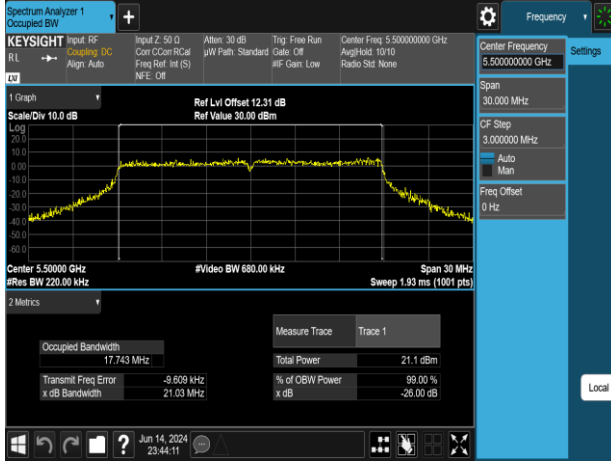 Spectrum Analyzer 1
Occupied BW
Frequency
KEYSIGHT
R L
LXI
Input: RF
Coupling: DC
Align: Auto
Input Z: 50 Ω
Corr CCorr RCal
Freq Ref: Int (S)
NFE: Off
Atten: 30 dB
µW Path: Standard
Trig: Free Run
Gate: Off
#IF Gain: Low
Center Freq: 5.500000000 GHz
Avg|Hold: 10/10
Radio Std: None
Center Frequency
5.500000000 GHz
Settings
Span
30.000 MHz
CF Step
3.000000 MHz
Auto
Man
Freq Offset
0 Hz
1 Graph
Scale/Div 10.0 dB
Ref Lvl Offset 12.31 dB
Ref Value 30.00 dBm
Log
20.0
10.0
0.00
-10.0
-20.0
-30.0
-40.0
-50.0
-60.0
Center 5.50000 GHz
#Res BW 220.00 kHz
#Video BW 680.00 kHz
Span 30 MHz
Sweep 1.93 ms (1001 pts)
2 Metrics
Measure Trace
Trace 1
Occupied Bandwidth
17.743 MHz
Total Power
21.1 dBm
Transmit Freq Error
-9.609 kHz
% of OBW Power
99.00 %
x dB Bandwidth
21.03 MHz
x dB
-26.00 dB
Local
?
Jun 14, 2024
23:44:11